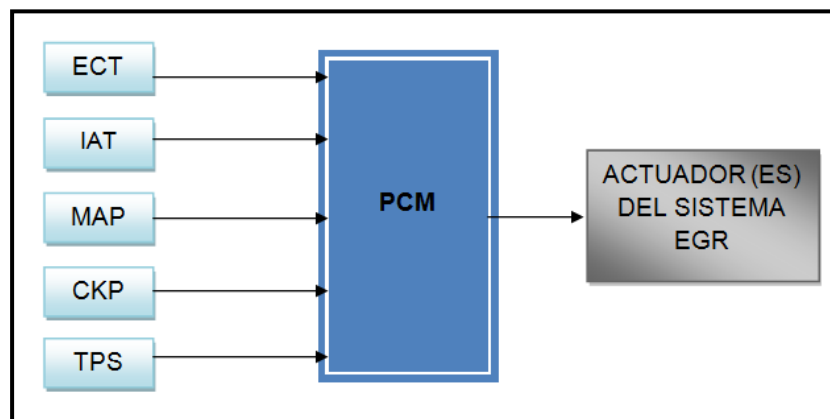 ECT
IAT
MAP
CKP
TPS
PCM
ACTUADOR (ES)
DEL SISTEMA
EGR